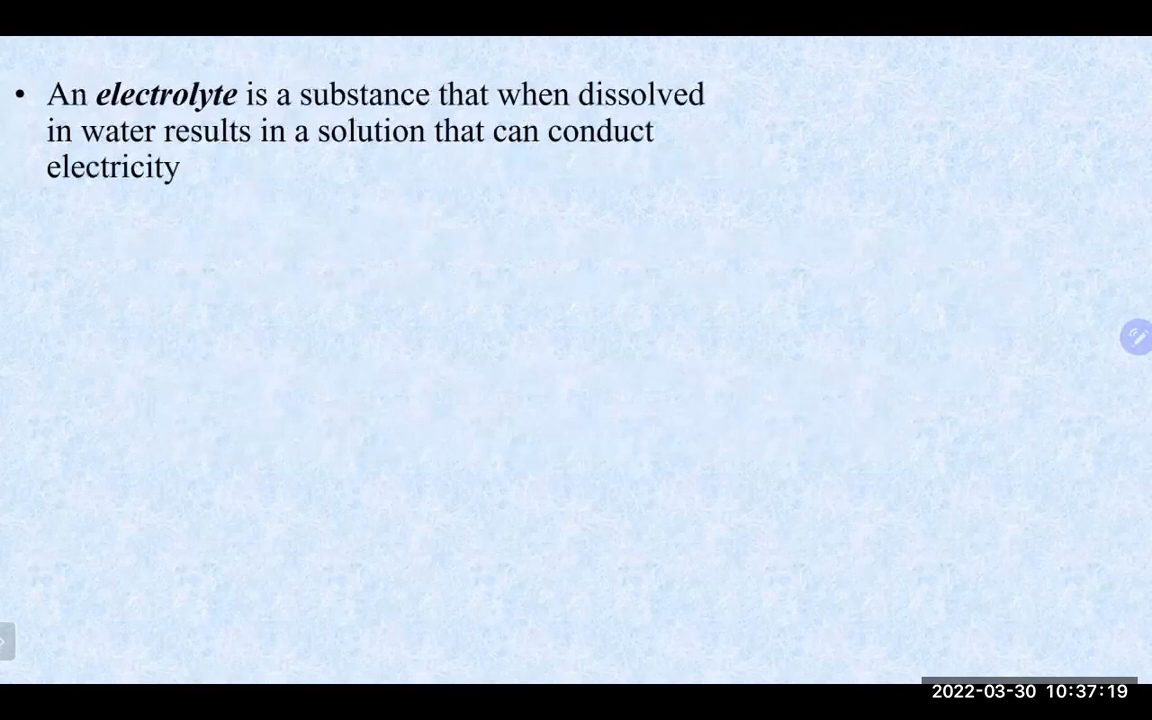 • An electrolyte is a substance that when dissolved
in water results in a solution that can conduct
electricity
2022-03-30 10:37:19